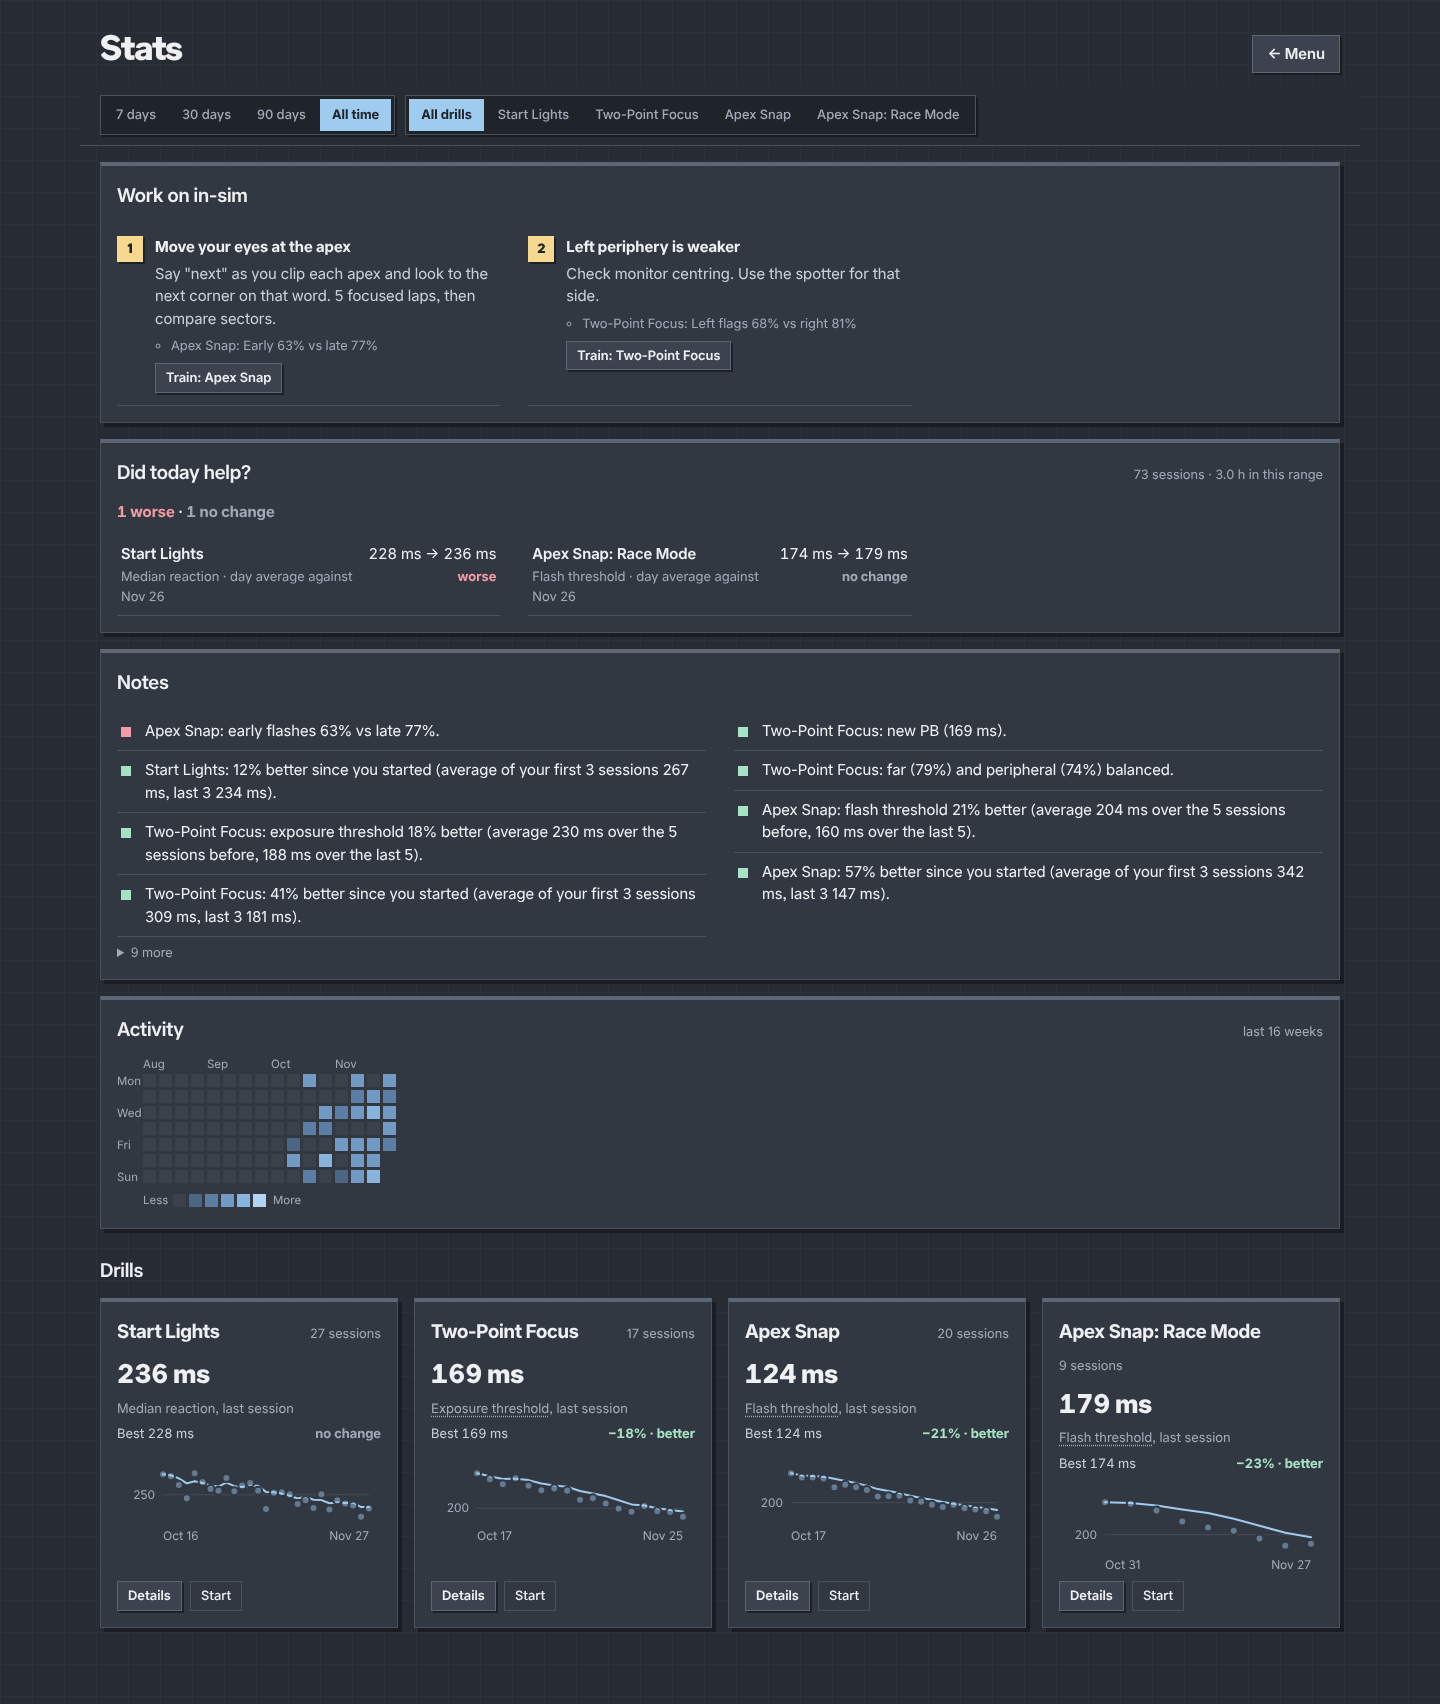 Stats
← Menu
7 days 30 days 90 days All time All drills Start Lights Two-Point Focus Apex Snap Apex Snap: Race Mode
Work on in-sim
1 Move your eyes at the apex
Say "next" as you clip each apex and look to the
next corner on that word. 5 focused laps, then
compare sectors.
Apex Snap: Early 63% vs late 77%
Train: Apex Snap
2 Left periphery is weaker
Check monitor centring. Use the spotter for that
side.
Two-Point Focus: Left flags 68% vs right 81%
Train: Two-Point Focus
Did today help?
73 sessions · 3.0 h in this range
1 worse · 1 no change
Start Lights 228 ms → 236 ms
Median reaction · day average against worse
Nov 26
Apex Snap: Race Mode 174 ms → 179 ms
Flash threshold · day average against no change
Nov 26
Notes
Apex Snap: early flashes 63% vs late 77%.
Start Lights: 12% better since you started (average of your first 3 sessions 267
ms, last 3 234 ms).
Two-Point Focus: exposure threshold 18% better (average 230 ms over the 5
sessions before, 188 ms over the last 5).
Two-Point Focus: 41% better since you started (average of your first 3 sessions
309 ms, last 3 181 ms).
Two-Point Focus: new PB (169 ms).
Two-Point Focus: far (79%) and peripheral (74%) balanced.
Apex Snap: flash threshold 21% better (average 204 ms over the 5 sessions
before, 160 ms over the last 5).
Apex Snap: 57% better since you started (average of your first 3 sessions 342
ms, last 3 147 ms).
▶ 9 more
Activity
last 16 weeks
Aug Sep Oct Nov
Mon
Wed
Fri
Sun
Less More
Drills
Start Lights 27 sessions
236 ms
Median reaction, last session
Best 228 ms no change
250
Oct 16 Nov 27
Details Start
Two-Point Focus 17 sessions
169 ms
Exposure threshold, last session
Best 169 ms −18% · better
200
Oct 17 Nov 25
Details Start
Apex Snap 20 sessions
124 ms
Flash threshold, last session
Best 124 ms −21% · better
200
Oct 17 Nov 26
Details Start
Apex Snap: Race Mode
9 sessions
179 ms
Flash threshold, last session
Best 174 ms −23% · better
200
Oct 31 Nov 27
Details Start